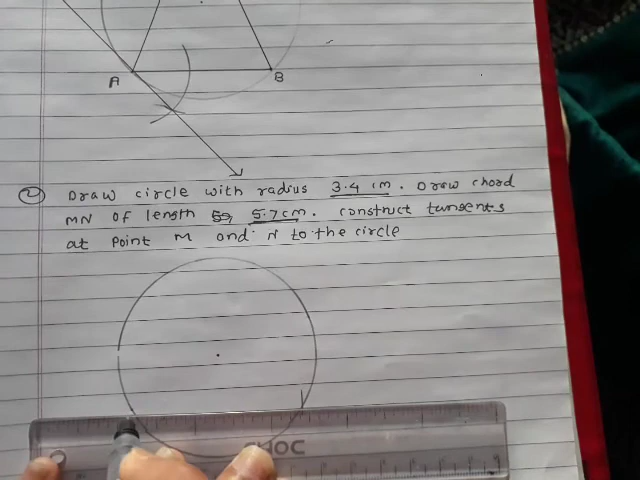 A B
② Draw circle with radius 3.4 cm. Draw chord
MN of length 5.7cm. construct tangents
at point M and N to the circle